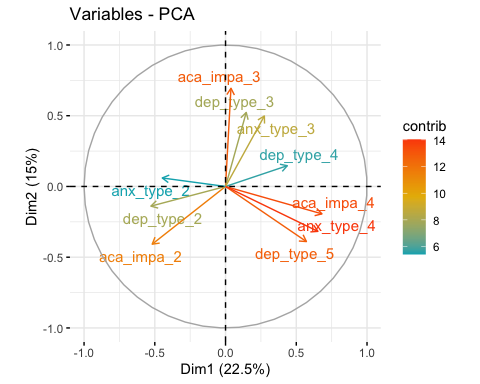 Variables - PCA
1.0
0.5
0.0
-0.5
-1.0
Dim2 (15%)
aca_impa_3
dep_type_3
anx_type_3
dep_type_4
anx_type_2
aca_impa_4
dep_type_2
anx_type_4
aca_impa_2
dep_type_5
-1.0 -0.5 0.0 0.5 1.0
Dim1 (22.5%)
contrib
14
12
10
8
6